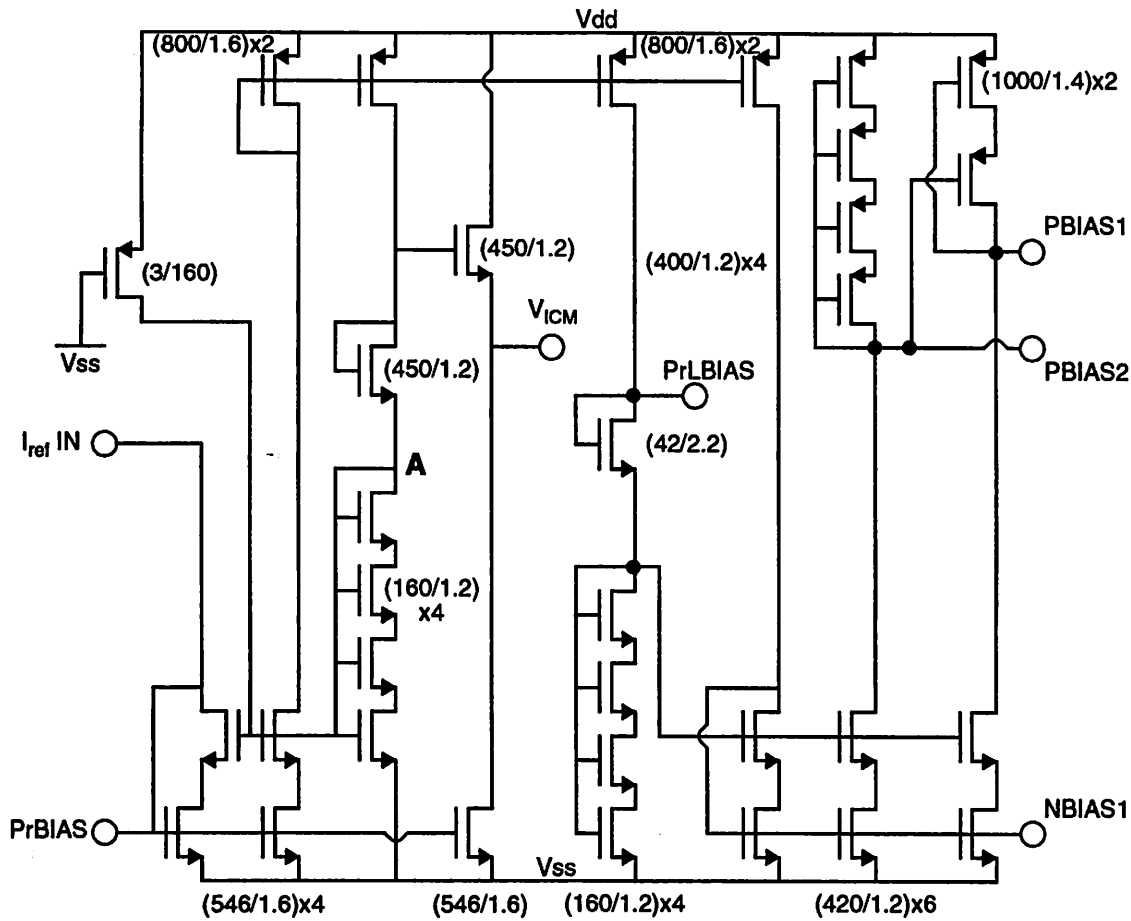 Vdd
(800/1.6)x2
(800/1.6)x2
(1000/1.4)x2
(3/160)
(450/1.2)
(400/1.2)x4
PBIAS1
VICM
Vss
(450/1.2)
PrLBIAS
PBIAS2
Iref IN
A
(42/2.2)
(160/1.2)
x4
PrBIAS
NBIAS1
Vss
(546/1.6)x4
(546/1.6)
(160/1.2)x4
(420/1.2)x6